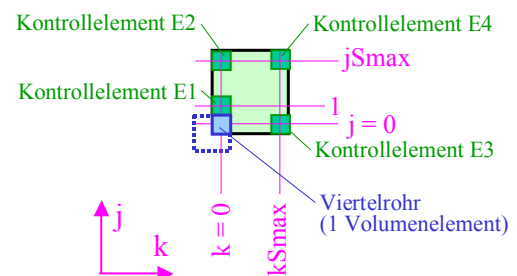 Kontrollelement E2
Kontrollelement E4
jSmax
Kontrollelement E1
1
j = 0
Kontrollelement E3
Viertelrohr
(1 Volumenelement)
k = 0
kSmax
j
k